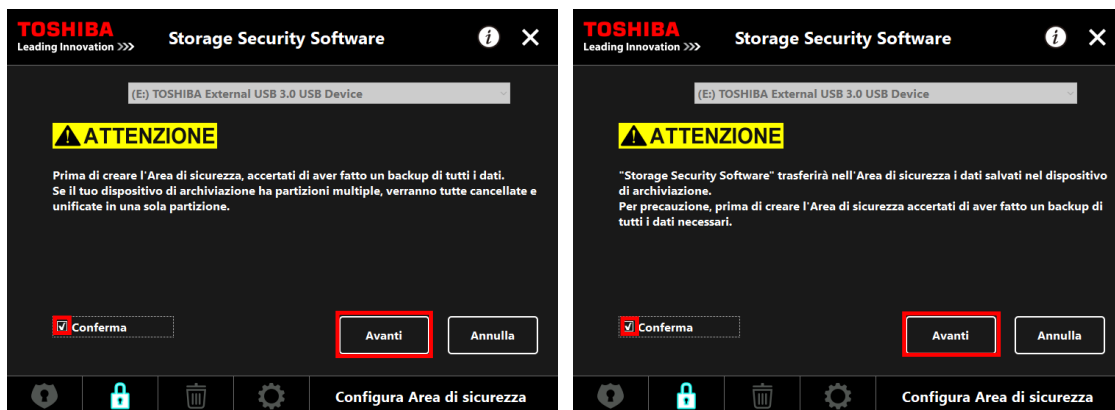 TOSHIBA
Leading Innovation >>>
Storage Security Software
(E:) TOSHIBA External USB 3.0 USB Device
ATTENZIONE
Prima di creare l'Area di sicurezza, accertati di aver fatto un backup di tutti i dati.
Se il tuo dispositivo di archiviazione ha partizioni multiple, verranno tutte cancellate e
unificate in una sola partizione.
Conferma
Avanti
Annulla
Configura Area di sicurezza
TOSHIBA
Leading Innovation >>>
Storage Security Software
(E:) TOSHIBA External USB 3.0 USB Device
ATTENZIONE
"Storage Security Software" trasferirà nell'Area di sicurezza i dati salvati nel dispositivo
di archiviazione.
Per precauzione, prima di creare l'Area di sicurezza accertati di aver fatto un backup di
tutti i dati necessari.
Conferma
Avanti
Annulla
Configura Area di sicurezza